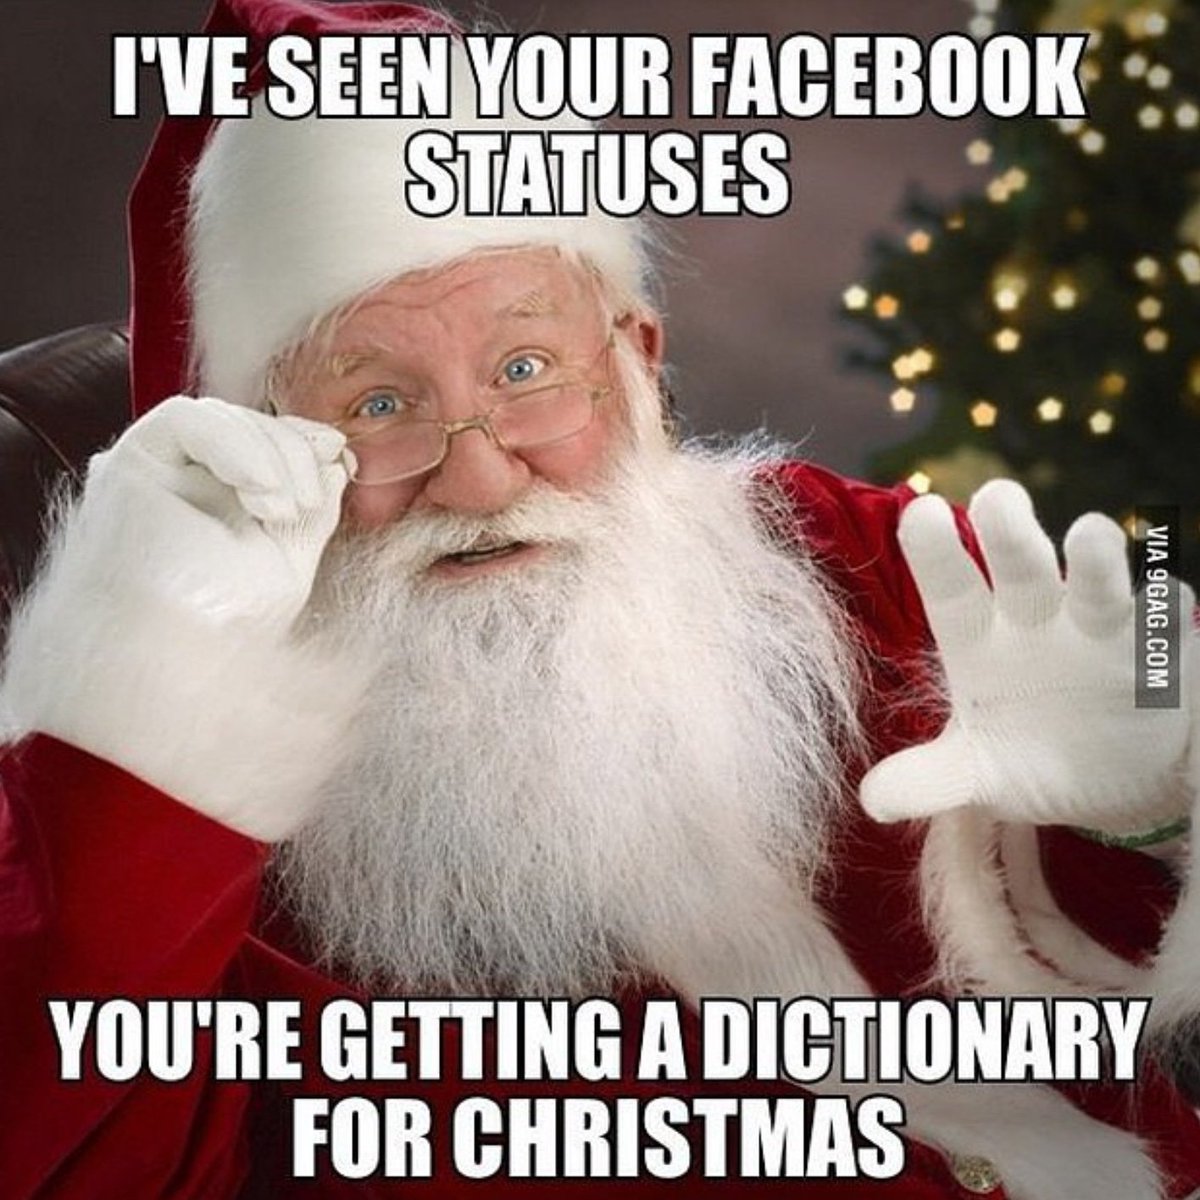 I'VE SEEN YOUR FACEBOOK
STATUSES
VIA 9GAG.COM
YOU'RE GETTING A DICTIONARY
FOR CHRISTMAS